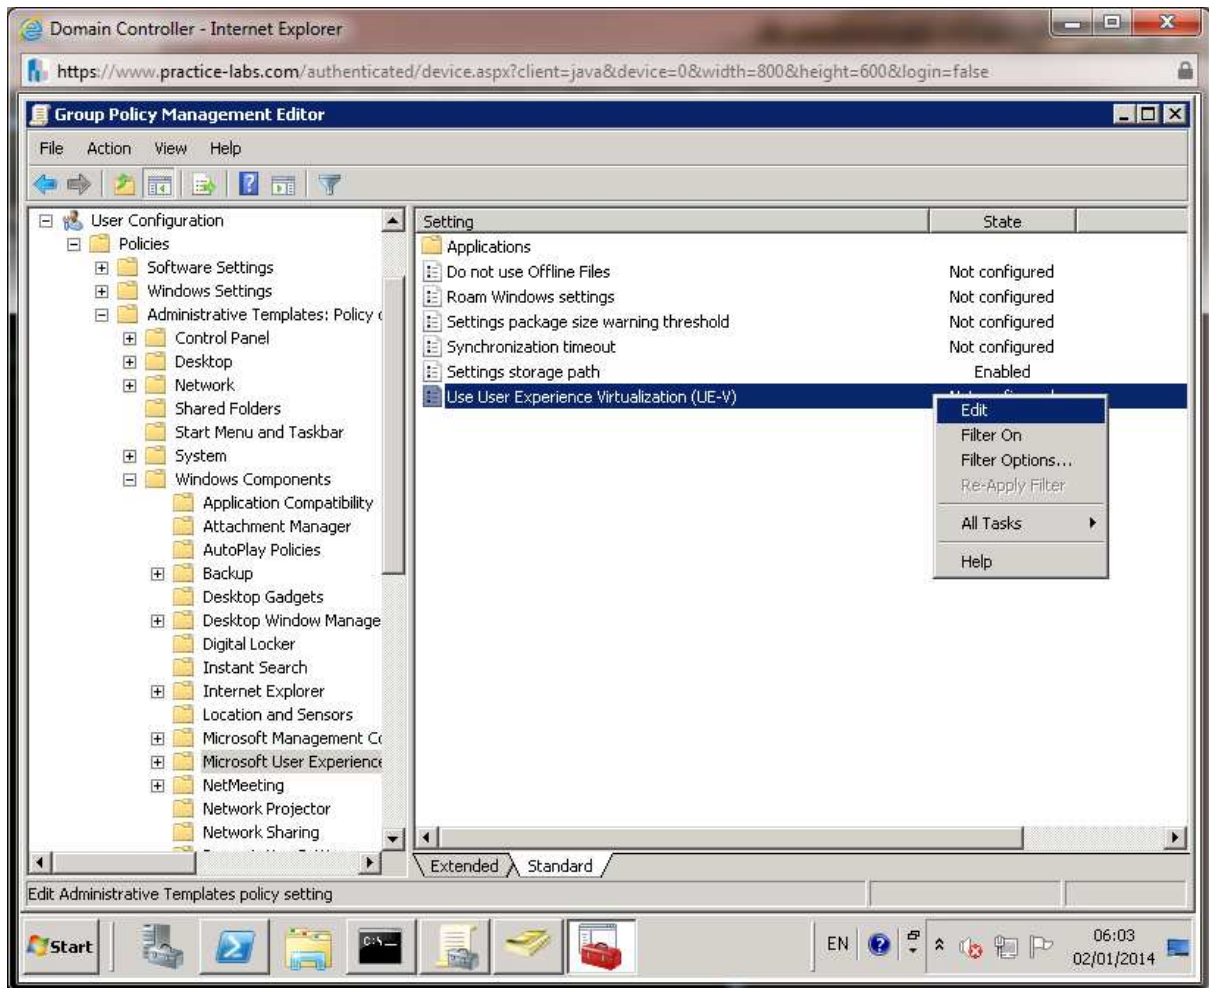 Domain Controller - Internet Explorer
https://www.practice-labs.com/authenticated/device.aspx?client=java&device=0&width=800&height=600&login=false
Group Policy Management Editor
File Action View Help
User Configuration
Policies
Software Settings
Windows Settings
Administrative Templates: Policy
Control Panel
Desktop
Network
Shared Folders
Start Menu and Taskbar
System
Windows Components
Application Compatibility
Attachment Manager
AutoPlay Policies
Backup
Desktop Gadgets
Desktop Window Manage
Digital Locker
Instant Search
Internet Explorer
Location and Sensors
Microsoft Management
Microsoft User Experience
NetMeeting
Network Projector
Network Sharing
Setting State
Applications
Do not use Offline Files Not configured
Roam Windows settings Not configured
Settings package size warning threshold Not configured
Synchronization timeout Not configured
Settings storage path Enabled
Use User Experience Virtualization (UE-V)
Edit
Filter On
Filter Options...
Re-Apply Filter
All Tasks
Help
Extended Standard
Edit Administrative Templates policy setting
Start
C:\
EN
06:03
02/01/2014